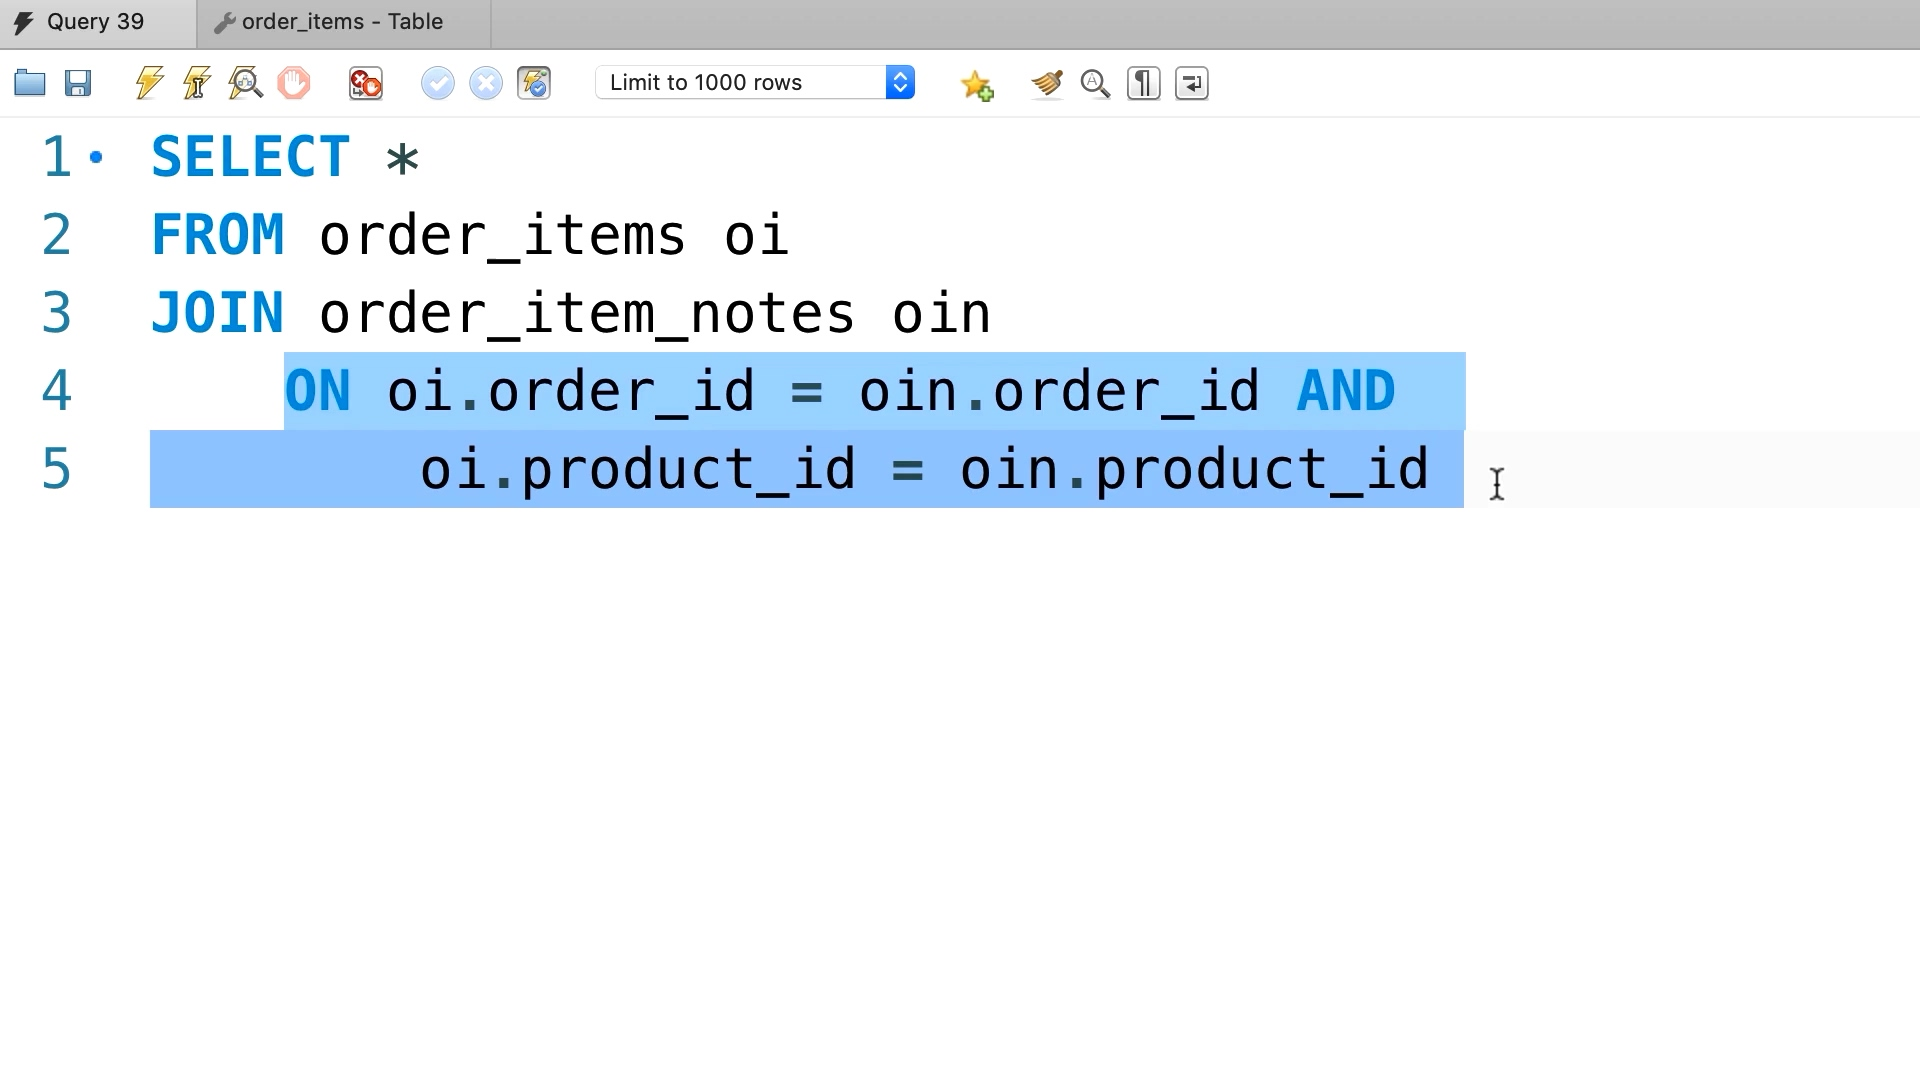 Query 39
order_items - Table
Limit to 1000 rows
1 SELECT *
2 FROM order_items oi
3 JOIN order_item_notes oin
4 ON oi.order_id = oin.order_id AND
5 oi.product_id = oin.product_id